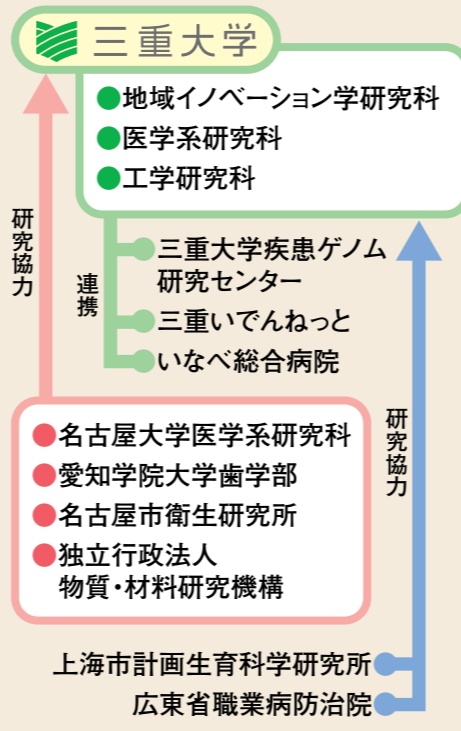 三重大学
●地域イノベーション学研究科
●医学系研究科
●工学研究科
研究協力
連携
三重大学疾患ゲノム
研究センター
三重いでんねっと
いなべ総合病院
研究協力
●名古屋大学医学系研究科
●愛知学院大学歯学部
●名古屋市衛生研究所
●独立行政法人
物質・材料研究機構
上海市計画生育科学研究所
広東省職業病防治院